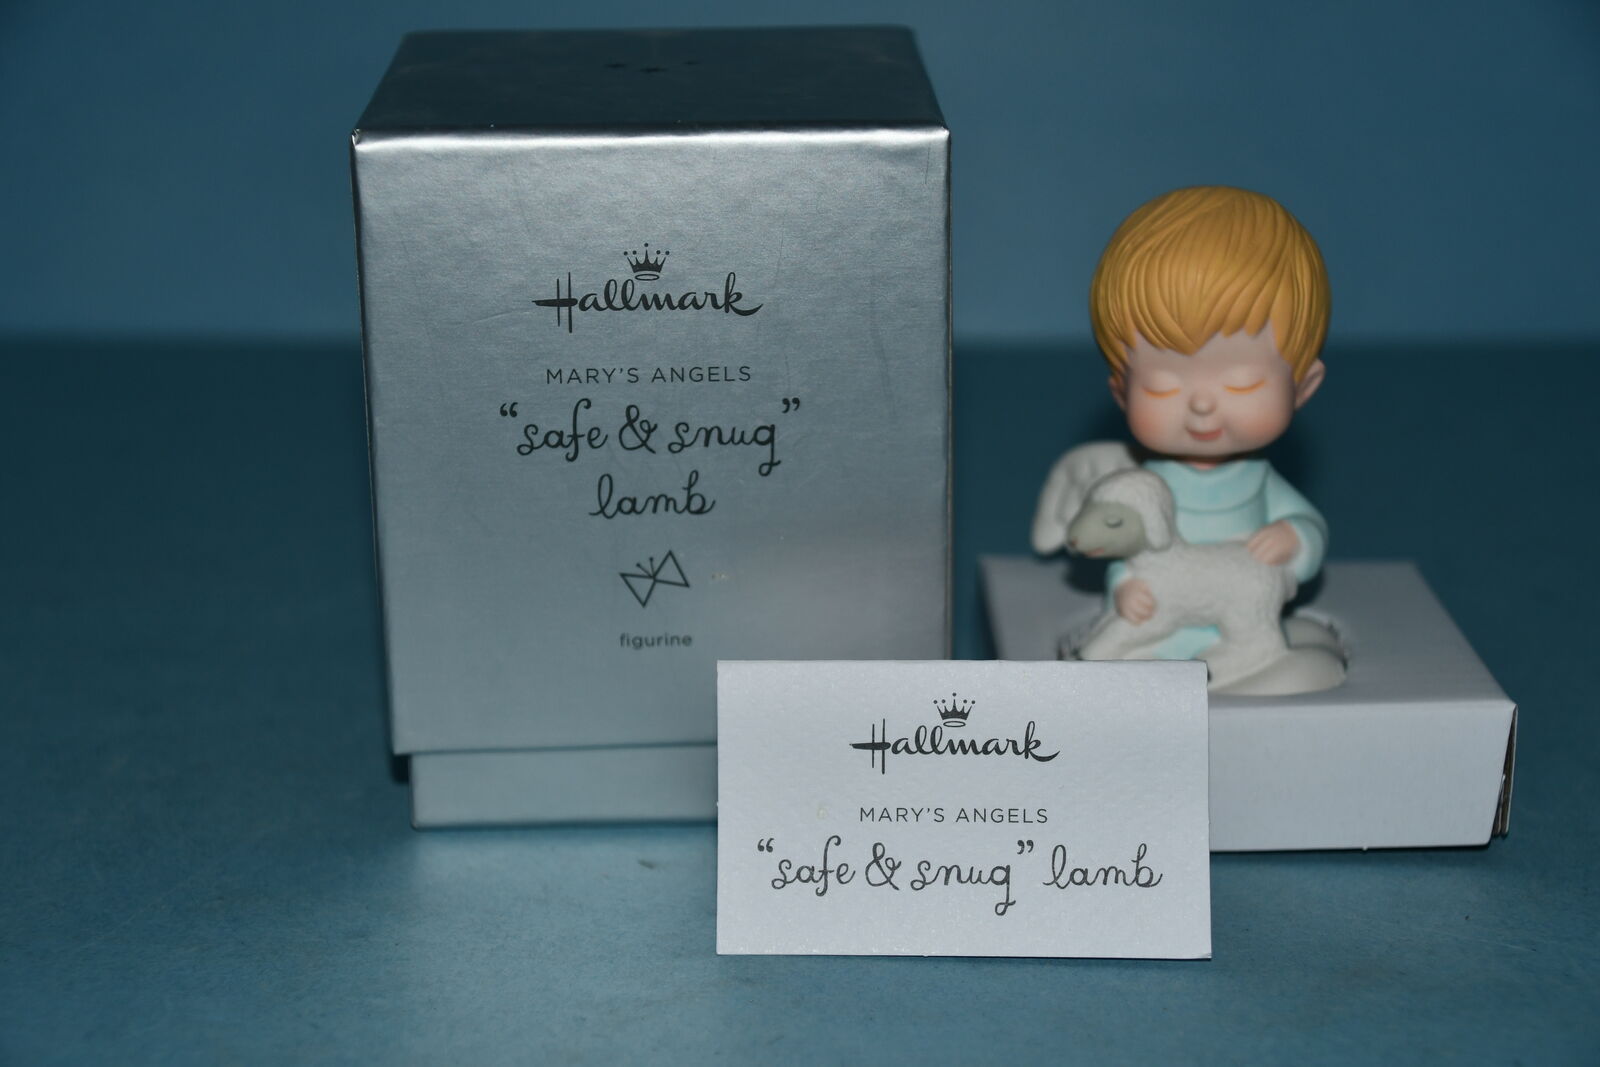 Hallmark
MARY'S ANGELS
“safe & snug”
lamb
figurine
Hallmark
MARY'S ANGELS
“safe & snug” lamb